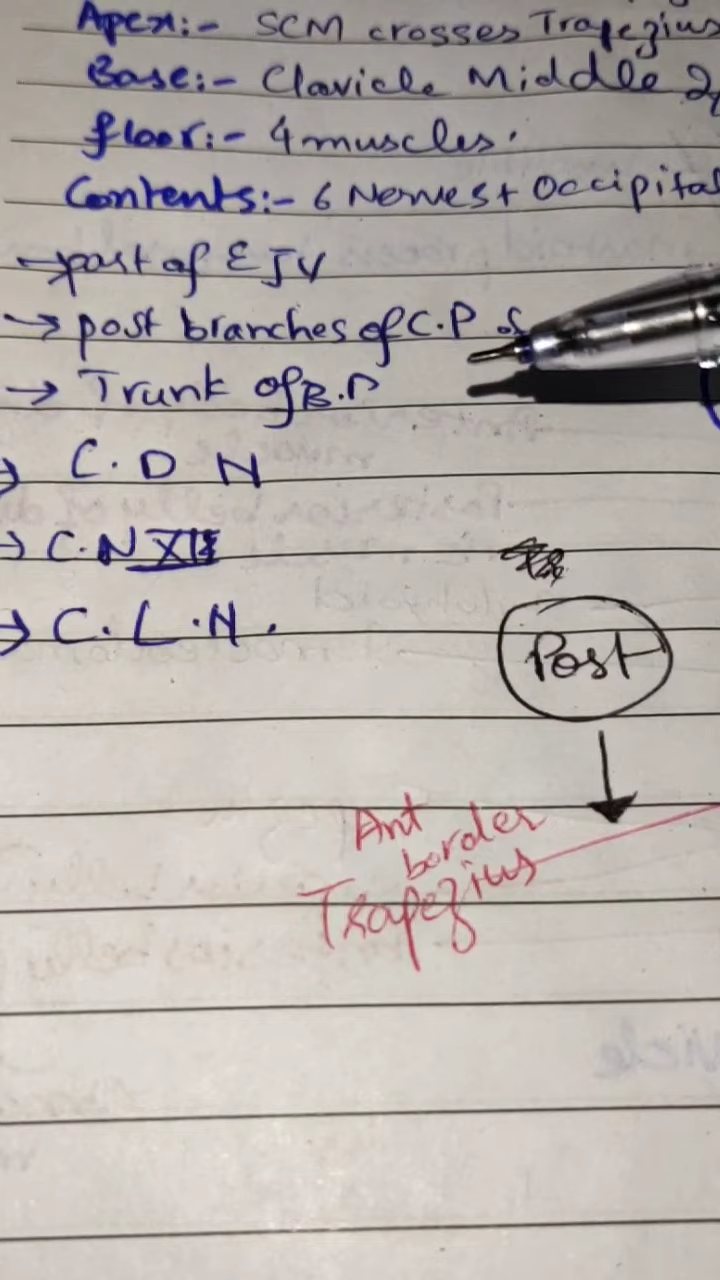 Apex:- SCM crosses Trapezius
Base:- Clavicle Middle
floor:- 4 muscles.
Contents:- 6 Nerves + Occipital
→ part of EJV
→ post branches of C.P of
→ Trunk of B.P
→ C. D N
→ C.N
→ C. L. N.
Post
Ant
border
Trapezius